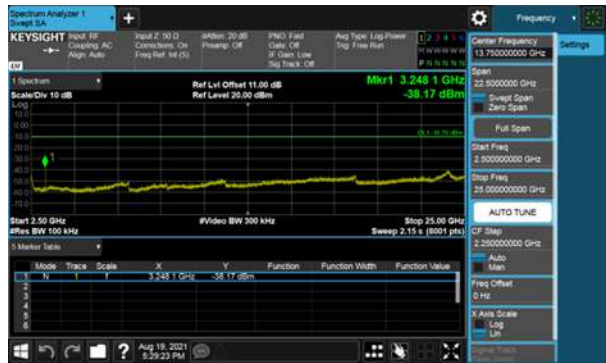 Spectrum Analyzer 1
Swept SA
Frequency
KEYSIGHT
Input: RF
Coupling: AC
Align: Auto
Input Z: 50 Ω
Corrections: On
Freq Ref: Int (S)
#Atten: 20 dB
Preamp: Off
PNO: Fast
Gate: Off
IF Gain: Low
Sig Track: Off
Avg Type: Log-Power
Trig: Free Run
1 2 3 4 5 6
M W W W W W
P N N N N N
1 Spectrum
Scale/Div 10 dB
Ref Lvl Offset 11.00 dB
Ref Level 20.00 dBm
Mkr1 3.248 1 GHz
-38.17 dBm
Log
10.0
0.00
-10.0
-20.0
-30.0
-40.0
-50.0
-60.0
-70.0
1
Start 2.50 GHz
#Res BW 100 kHz
#Video BW 300 kHz
Stop 25.00 GHz
Sweep 2.15 s (8001 pts)
5 Marker Table
Mode Trace Scale X Y Function Function Width Function Value
1 N 1 f 3.248 1 GHz -38.17 dBm
2
3
4
5
6
Aug 19, 2021
5:29:23 PM
Center Frequency
13.750000000 GHz
Span
22.5000000 GHz
Swept Span
Zero Span
Full Span
Start Freq
2.500000000 GHz
Stop Freq
25.000000000 GHz
AUTO TUNE
CF Step
2.250000000 GHz
Auto
Man
Freq Offset
0 Hz
X Axis Scale
Log
Lin
Signal Track
Settings